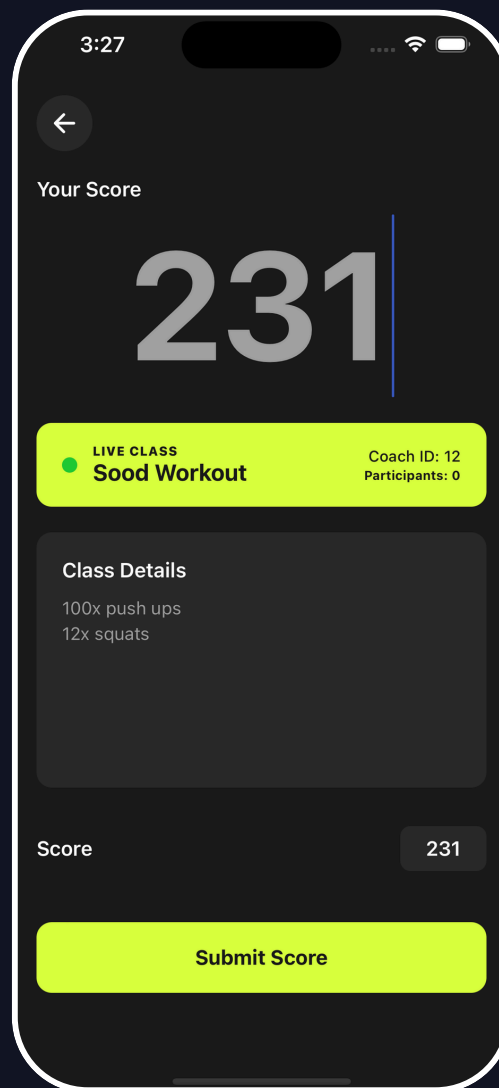 3:27
Your Score
231
LIVE CLASS
Sood Workout
Coach ID: 12
Participants: 0
Class Details
100x push ups
12x squats
Score
231
Submit Score